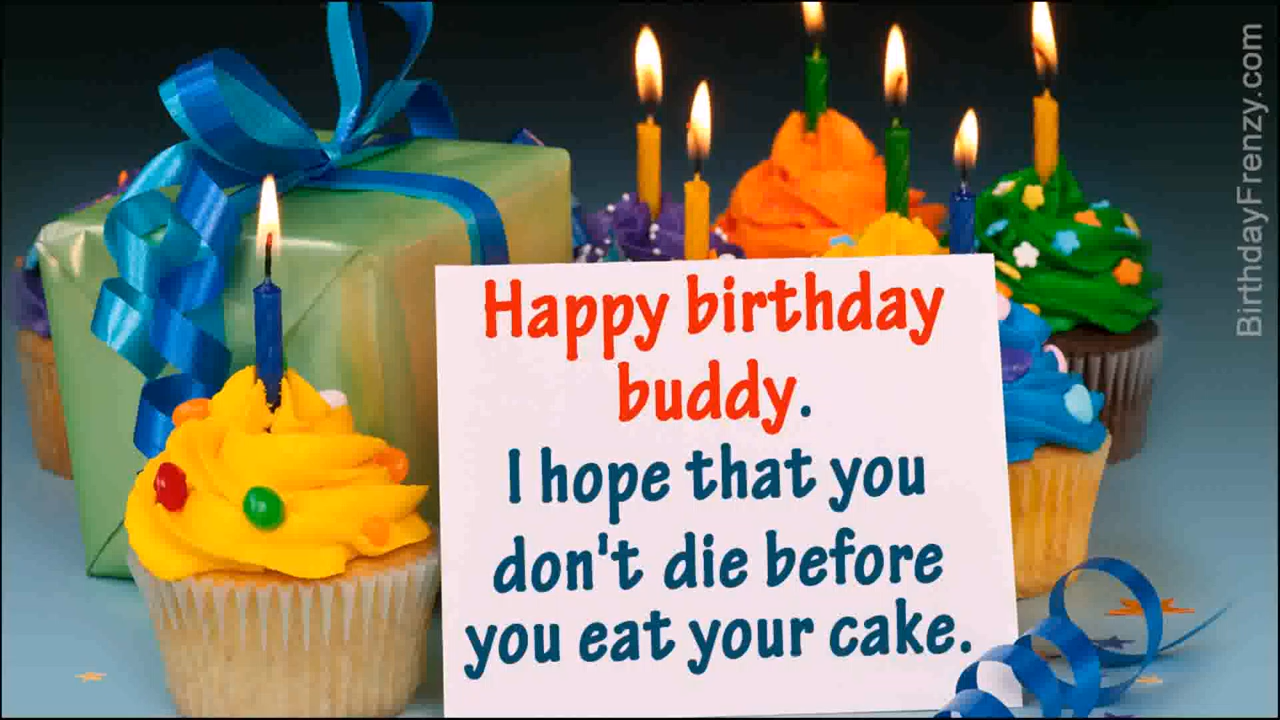 Happy birthday
buddy.
I hope that you
don't die before
you eat your cake.
BirthdayFrenzy.com